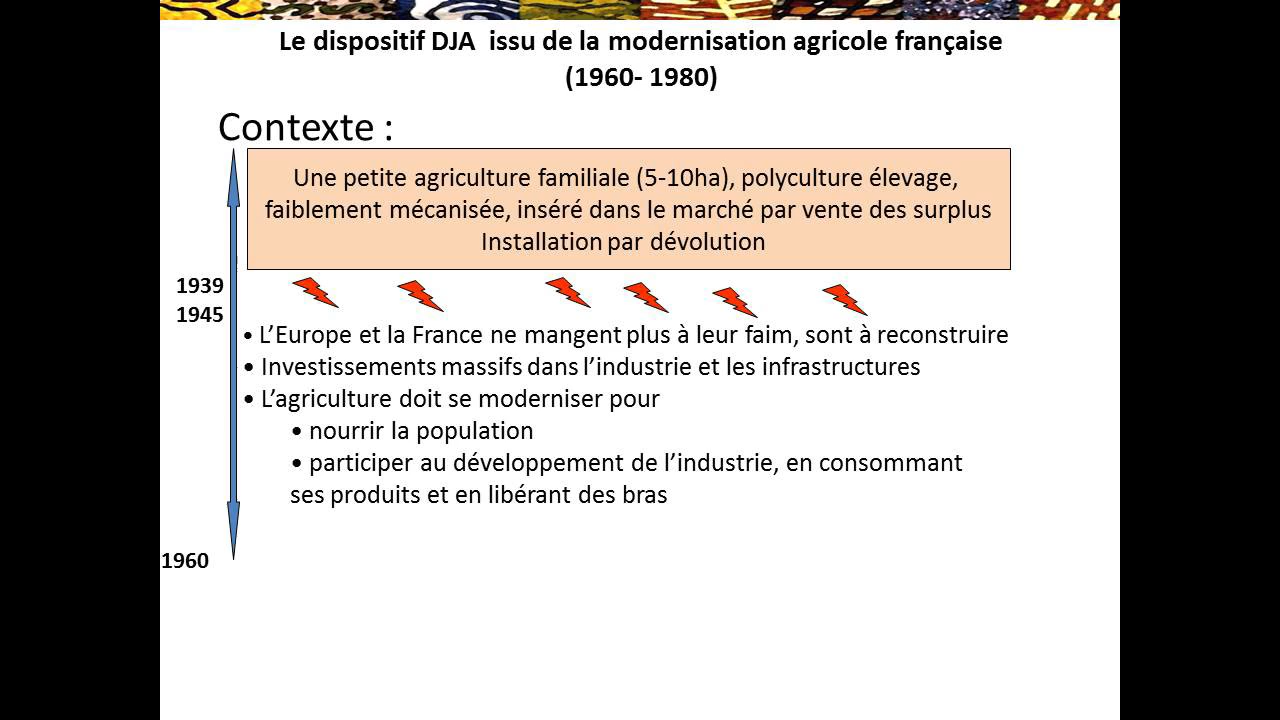 Le dispositif DJA issu de la modernisation agricole française
(1960- 1980)
Contexte :
Une petite agriculture familiale (5-10ha), polyculture élevage,
faiblement mécanisée, inséré dans le marché par vente des surplus
Installation par dévolution
1939
1945
• L’Europe et la France ne mangent plus à leur faim, sont à reconstruire
• Investissements massifs dans l’industrie et les infrastructures
• L’agriculture doit se moderniser pour
• nourrir la population
• participer au développement de l’industrie, en consommant
ses produits et en libérant des bras
1960